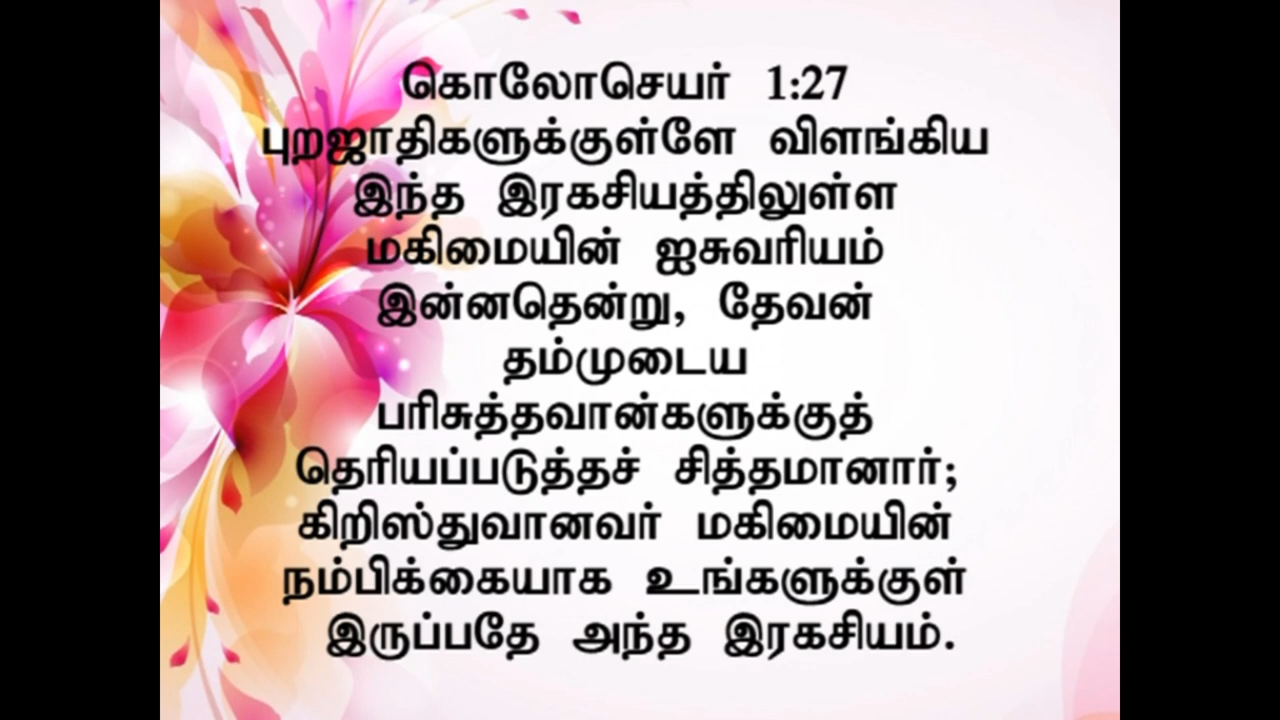 கொலோசெயர் 1:27
புறஜாதிகளுக்குள்ளே விளங்கிய
இந்த இரகசியத்திலுள்ள
மகிமையின் ஐசுவரியம்
இன்னதென்று, தேவன்
தம்முடைய
பரிசுத்தவான்களுக்குத்
தெரியப்படுத்தச் சித்தமானார்;
கிறிஸ்துவானவர் மகிமையின்
நம்பிக்கையாக உங்களுக்குள்
இருப்பதே அந்த இரகசியம்.